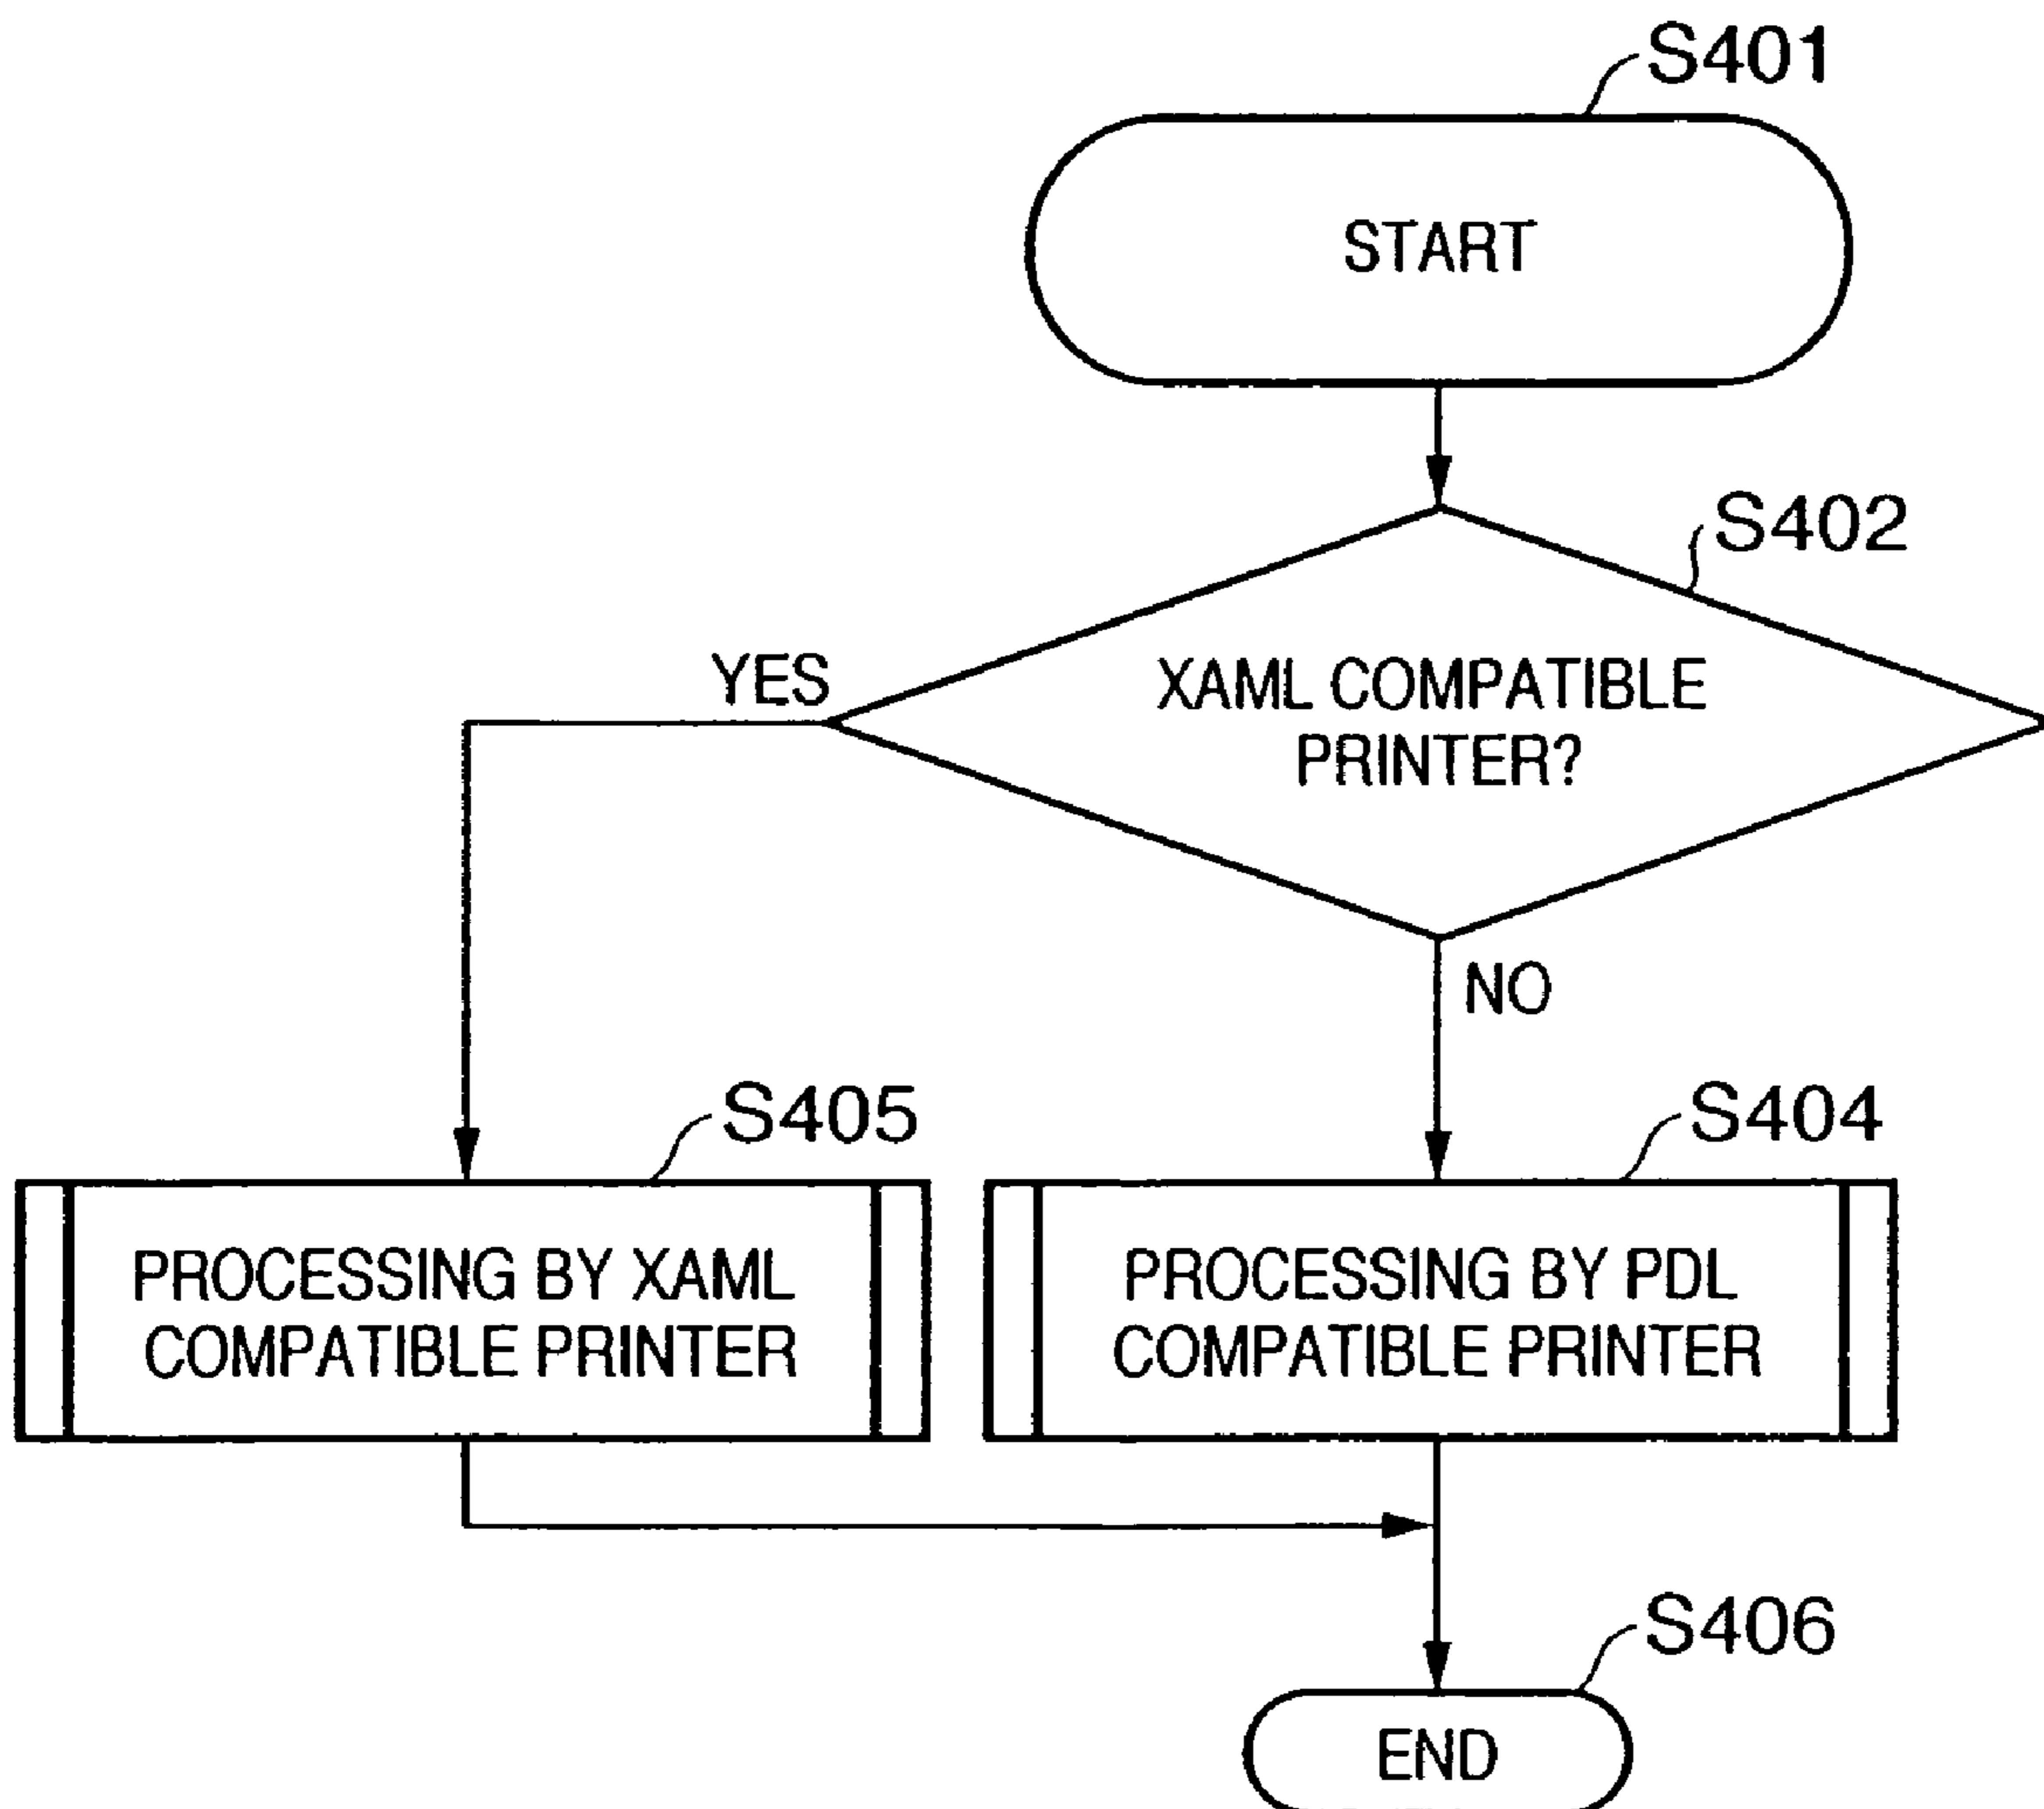 S401
START
S402
XAML COMPATIBLE
PRINTER?
YES
NO
S405
PROCESSING BY XAML
COMPATIBLE PRINTER
S404
PROCESSING BY PDL
COMPATIBLE PRINTER
S406
END